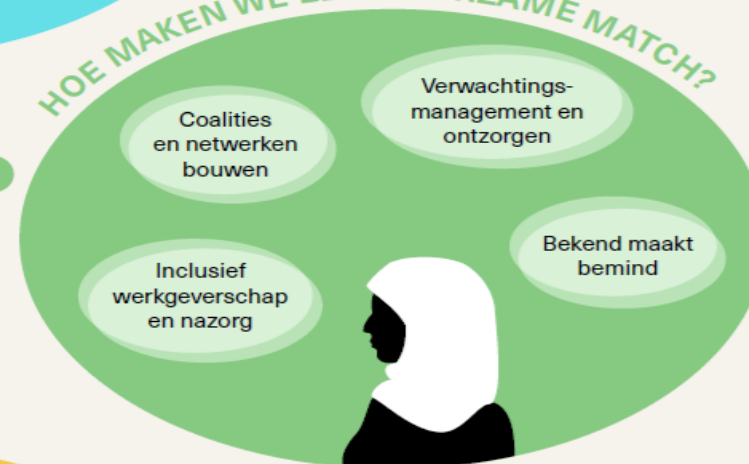 HOE MAKEN WE MATCH?
Verwachtings-
management en
ontzorgen
Coalities
en netwerken
bouwen
Bekend maakt
bemind
Inclusief
werkgeverschap
en nazorg